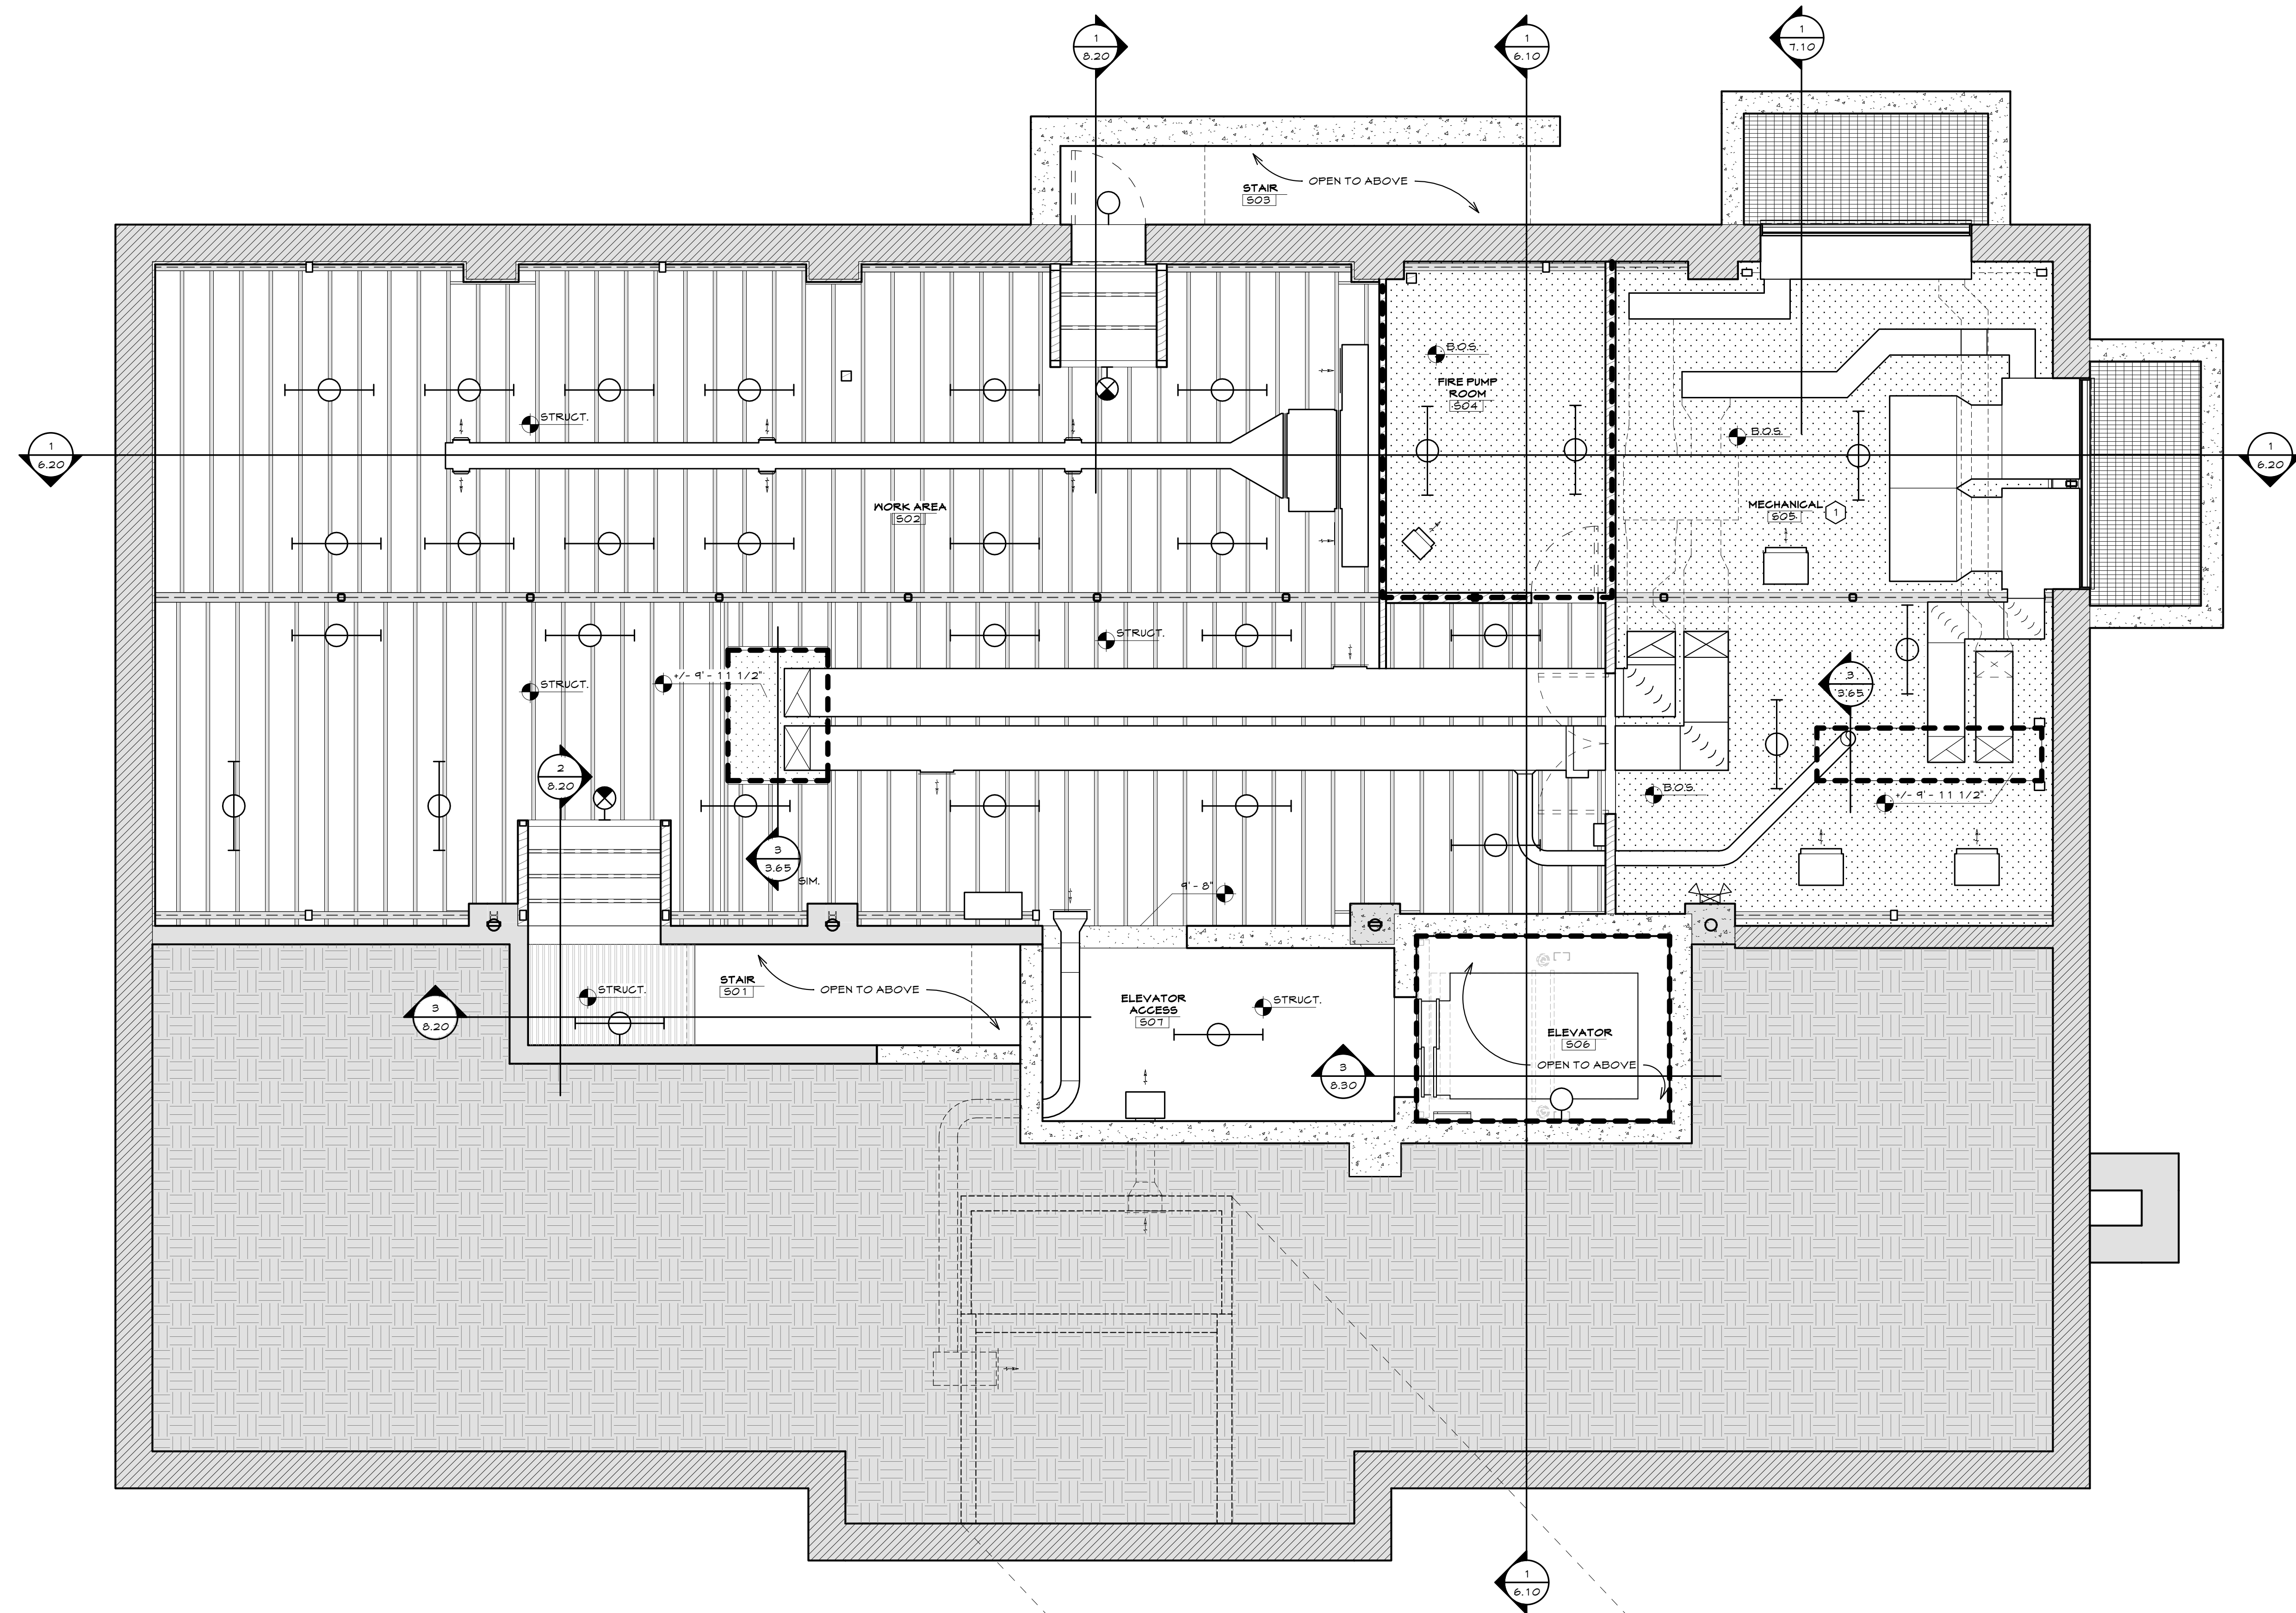 1
8.20
1
6.10
1
7.10
STAIR
S03
OPEN TO ABOVE
B.O.S.
FIRE PUMP
ROOM
S04
STRUCT.
B.O.S.
1
6.20
1
6.20
WORK AREA
S02
MECHANICAL
S05
1
STRUCT.
STRUCT.
+/- 9' - 11 1/2"
3
3.65
2
8.20
B.O.S.
+/- 9' - 11 1/2"
3
3.65
SIM.
9' - 8"
STAIR
S01
OPEN TO ABOVE
STRUCT.
3
8.20
ELEVATOR
ACCESS
S07
STRUCT.
ELEVATOR
S06
OPEN TO ABOVE
3
8.30
1
6.10